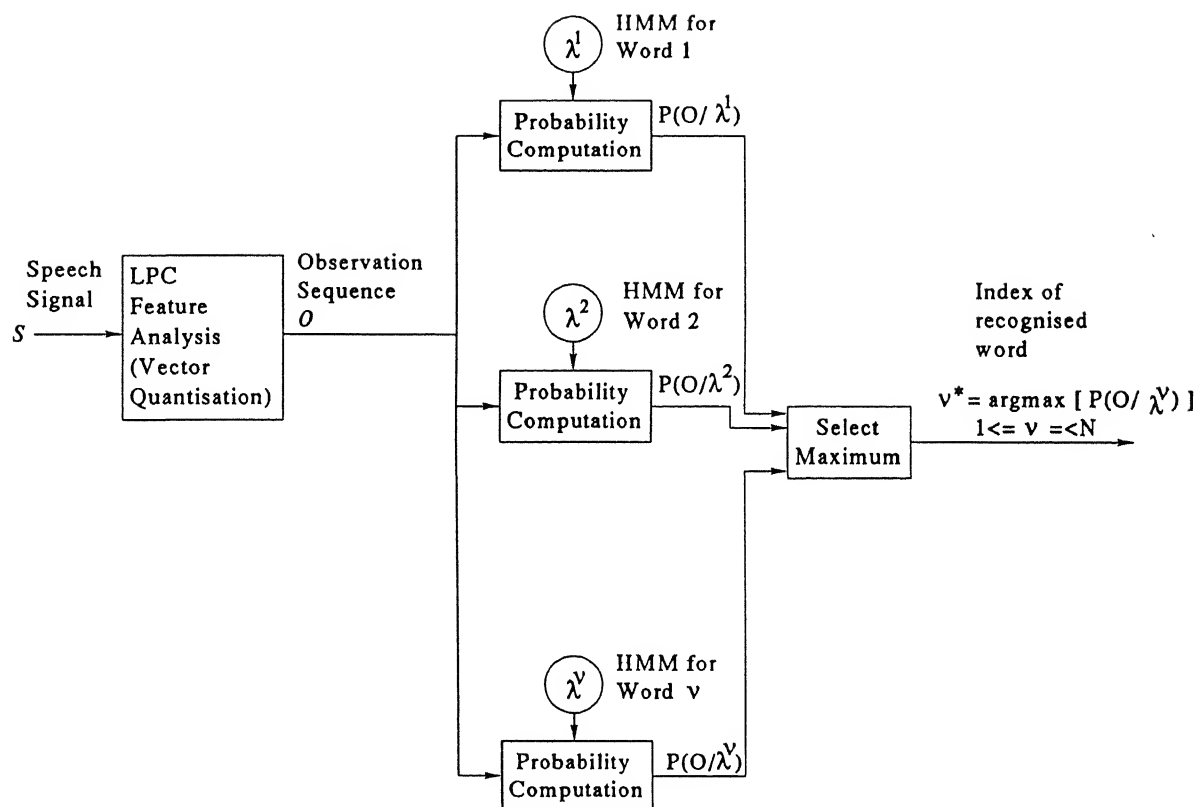 λ¹
HMM for
Word 1
Probability
Computation
P(O/ λ¹)
Speech
Signal
S
LPC
Feature
Analysis
(Vector
Quantisation)
Observation
Sequence
O
λ²
HMM for
Word 2
Probability
Computation
P(O/λ²)
Select
Maximum
Index of
recognised
word
ν* = argmax [ P(O/ λ^ν) ]
1<= ν =<N
λ^ν
HMM for
Word ν
Probability
Computation
P(O/λ^ν)